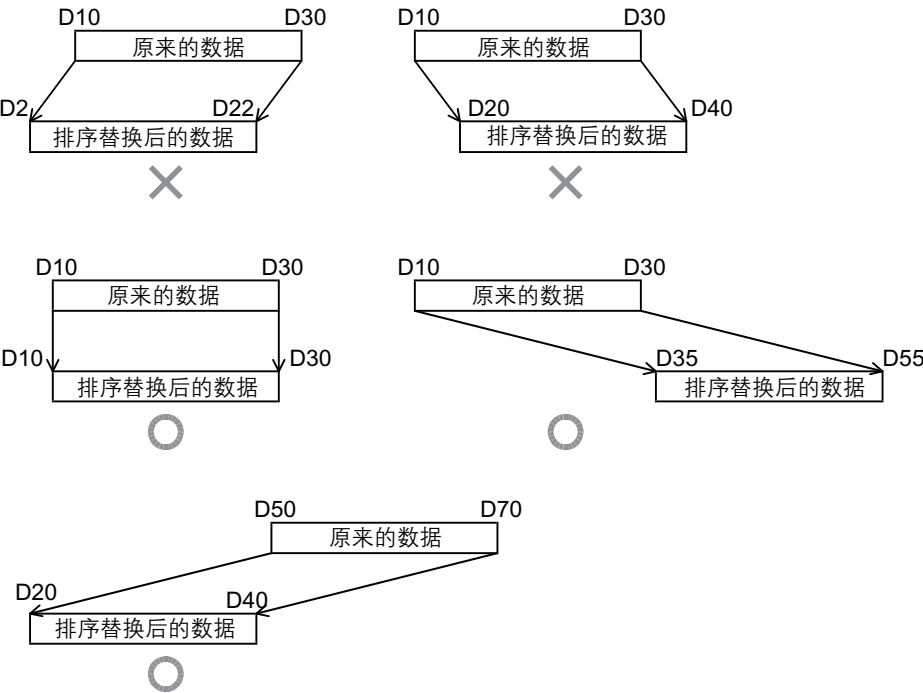 D10 D30 D10 D30
原来的数据 原来的数据
D2 D22 D20 D40
排序替换后的数据 排序替换后的数据
D10 D30 D10 D30
原来的数据 原来的数据
D10 D30 D35 D55
排序替换后的数据 排序替换后的数据
D50 D70
原来的数据
D20 D40
排序替换后的数据